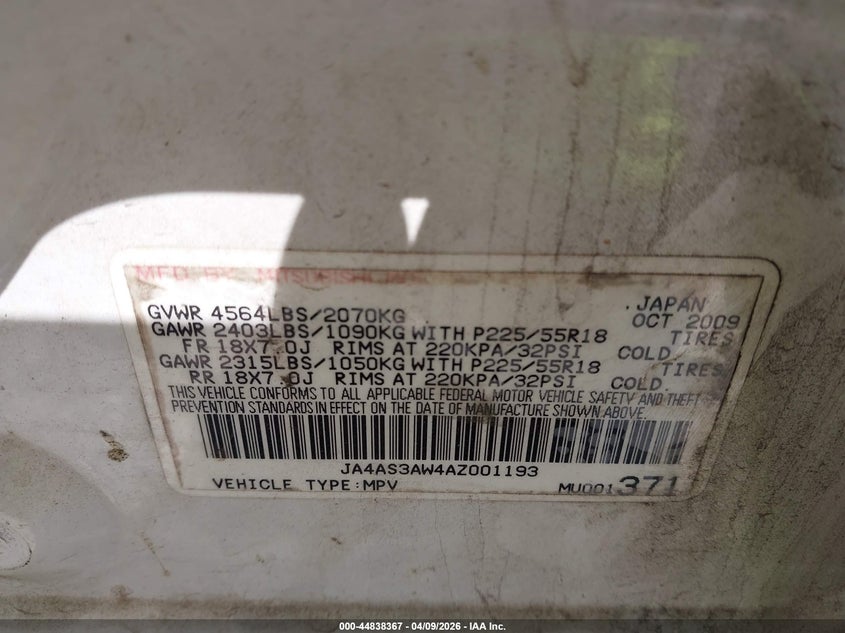 MFD. BY MITSUBISHI
JAPAN
GVWR 4564LBS/2070KG OCT 2009
GAWR 2403LBS/1090KG WITH P225/55R18 TIRES
FR 18X7.0J RIMS AT 220KPA/32PSI COLD.
GAWR 2315LBS/1050KG WITH P225/55R18 TIRES
RR 18X7.0J RIMS AT 220KPA/32PSI COLD.
THIS VEHICLE CONFORMS TO ALL APPLICABLE FEDERAL MOTOR VEHICLE SAFETY AND THEFT
PREVENTION STANDARDS IN EFFECT ON THE DATE OF MANUFACTURE SHOWN ABOVE.
JA4AS3AW4AZ001193
VEHICLE TYPE:MPV MU001371
000-44838367 - 04/09/2026 - IAA Inc.